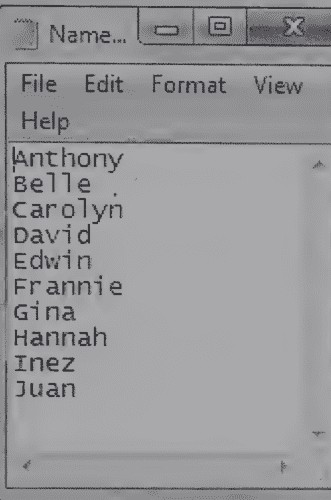 Name...
File Edit Format View
Help
Anthony
Belle
Carolyn
David
Edwin
Frannie
Gina
Hannah
Inez
Juan